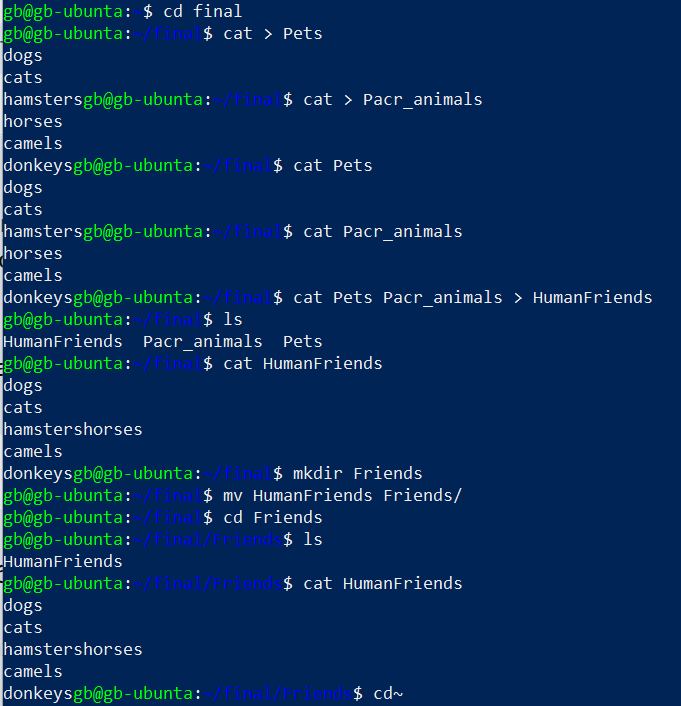 gb@gb-ubunta:~$ cd final
gb@gb-ubunta:~/final$ cat > Pets
dogs
cats
hamstersgb@gb-ubunta:~/final$ cat > Pacr_animals
horses
camels
donkeysgb@gb-ubunta:~/final$ cat Pets
dogs
cats
hamstersgb@gb-ubunta:~/final$ cat Pacr_animals
horses
camels
donkeysgb@gb-ubunta:~/final$ cat Pets Pacr_animals > HumanFriends
gb@gb-ubunta:~/final$ ls
HumanFriends  Pacr_animals  Pets
gb@gb-ubunta:~/final$ cat HumanFriends
dogs
cats
hamstershorses
camels
donkeysgb@gb-ubunta:~/final$ mkdir Friends
gb@gb-ubunta:~/final$ mv HumanFriends Friends/
gb@gb-ubunta:~/final$ cd Friends
gb@gb-ubunta:~/final/Friends$ ls
HumanFriends
gb@gb-ubunta:~/final/Friends$ cat HumanFriends
dogs
cats
hamstershorses
camels
donkeysgb@gb-ubunta:~/final/Friends$ cd~